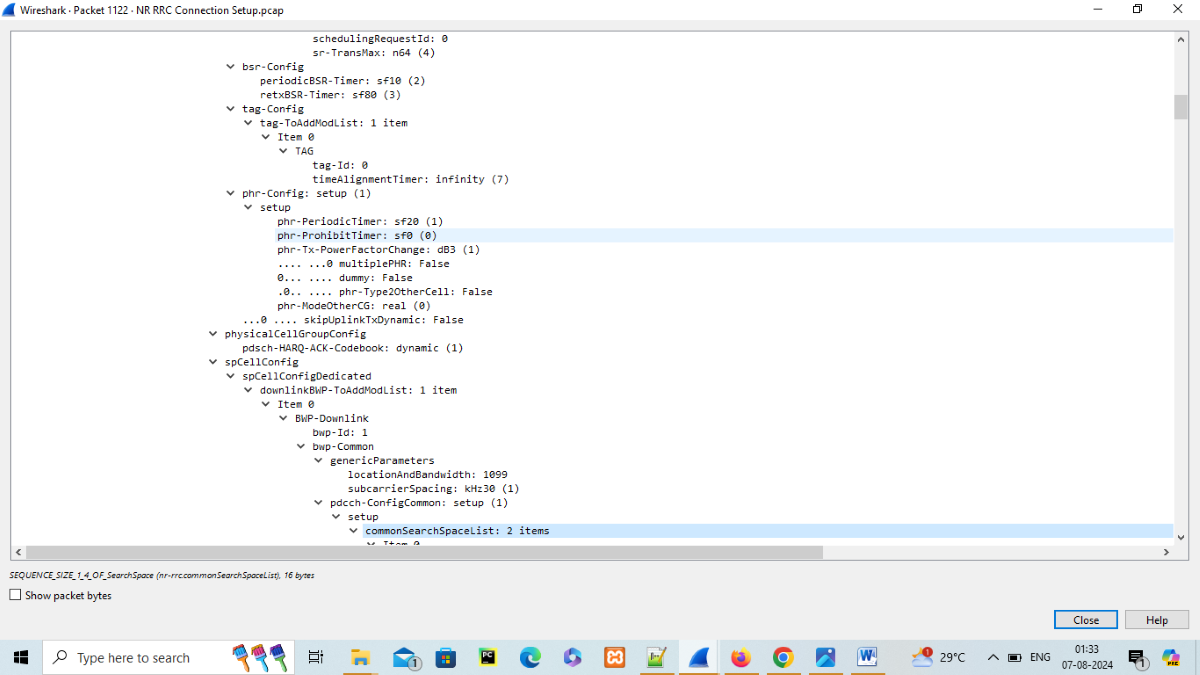 Wireshark · Packet 1122 · NR RRC Connection Setup.pcap
schedulingRequestId: 0
sr-TransMax: n64 (4)
bsr-Config
periodicBSR-Timer: sf10 (2)
retxBSR-Timer: sf80 (3)
tag-Config
tag-ToAddModList: 1 item
Item 0
TAG
tag-Id: 0
timeAlignmentTimer: infinity (7)
phr-Config: setup (1)
setup
phr-PeriodicTimer: sf20 (1)
phr-ProhibitTimer: sf0 (0)
phr-Tx-PowerFactorChange: dB3 (1)
.... ...0 multiplePHR: False
0... .... dummy: False
.0.. .... phr-Type2OtherCell: False
phr-ModeOtherCG: real (0)
...0 .... skipUplinkTxDynamic: False
physicalCellGroupConfig
pdsch-HARQ-ACK-Codebook: dynamic (1)
spCellConfig
spCellConfigDedicated
downlinkBWP-ToAddModList: 1 item
Item 0
BWP-Downlink
bwp-Id: 1
bwp-Common
genericParameters
locationAndBandwidth: 1099
subcarrierSpacing: kHz30 (1)
pdcch-ConfigCommon: setup (1)
setup
commonSearchSpaceList: 2 items
Item 0
SEQUENCE_SIZE_1_4_OF_SearchSpace (nr-rrc.commonSearchSpaceList), 16 bytes
Show packet bytes
Close Help
Type here to search
29°C
ENG
01:33
07-08-2024